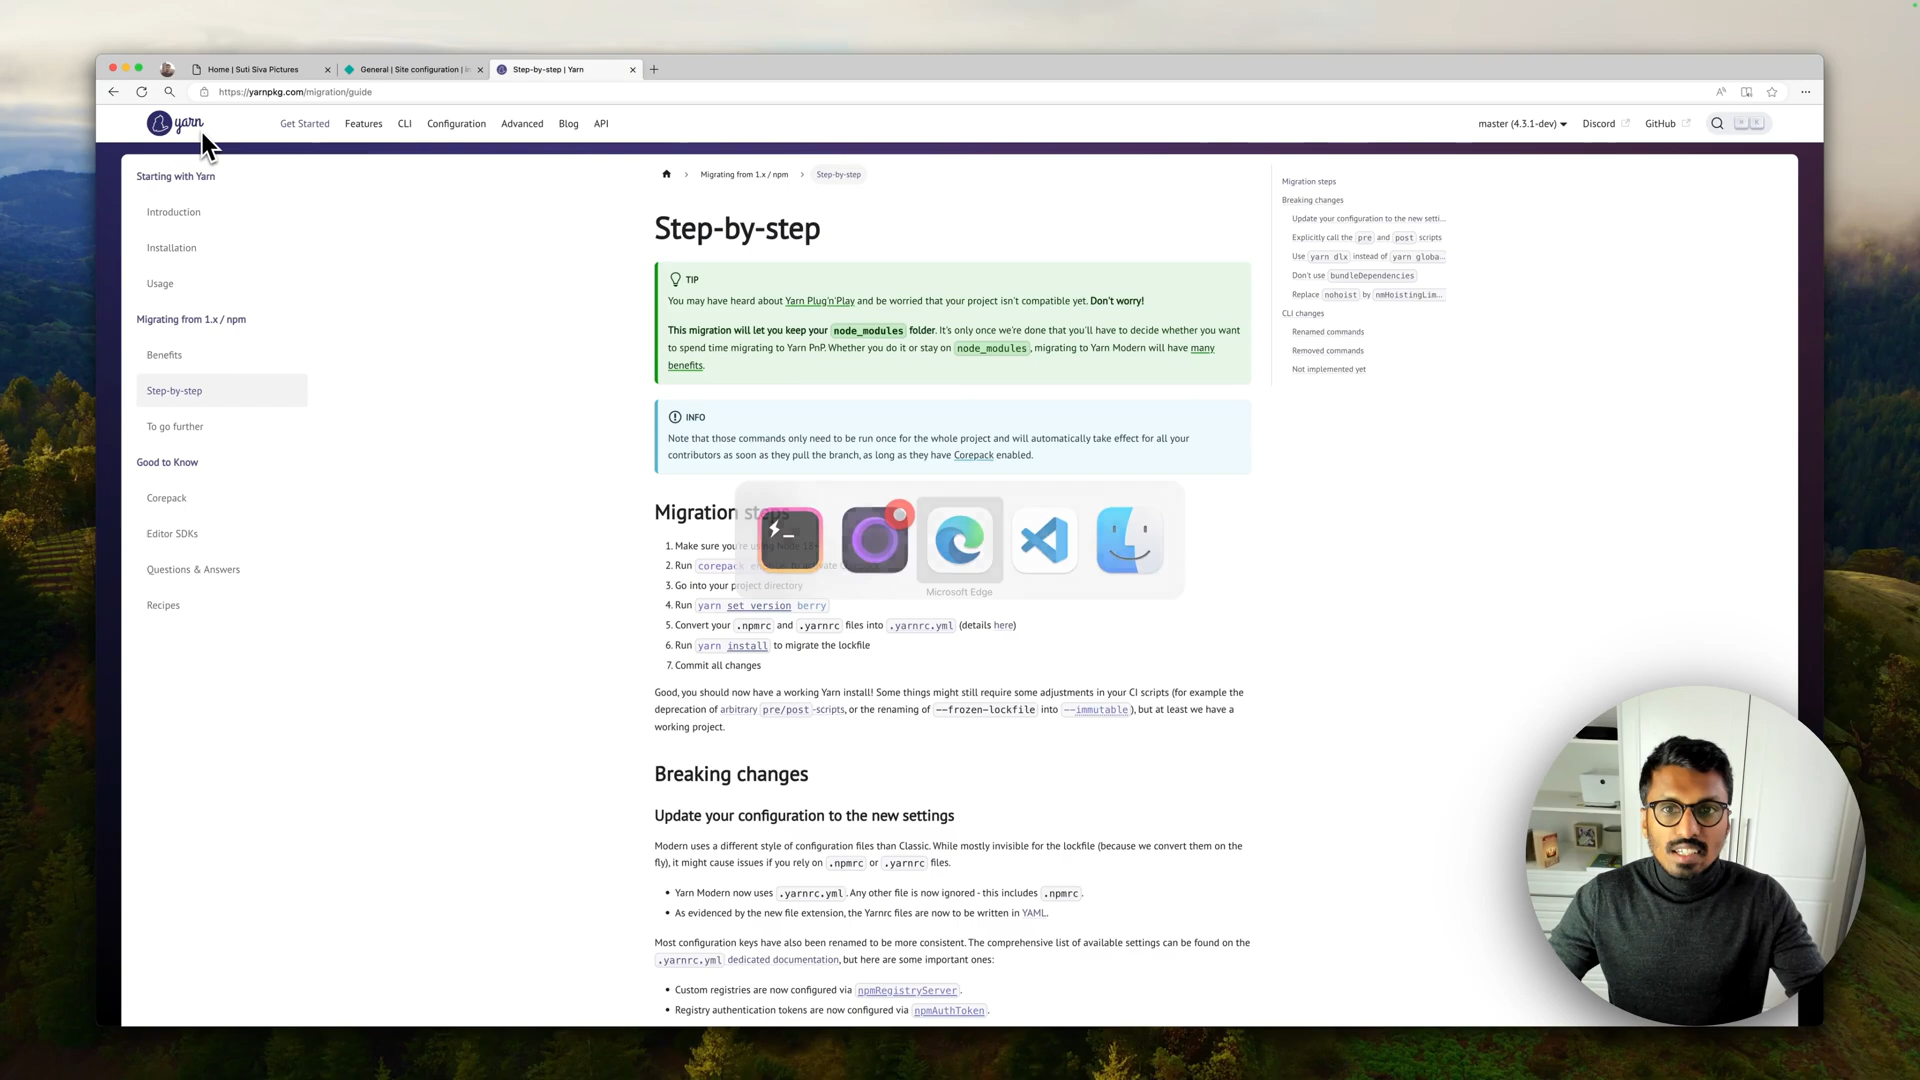 Home | Suti Siva Pictures
General | Site configuration | in
Step-by-step | Yarn
https://yarnpkg.com/migration/guide
yarn
Get Started
Features
CLI
Configuration
Advanced
Blog
API
master (4.3.1-dev)
Discord
GitHub
Starting with Yarn
Introduction
Installation
Usage
Migrating from 1.x / npm
Benefits
Step-by-step
To go further
Good to Know
Corepack
Editor SDKs
Questions & Answers
Recipes
Migrating from 1.x / npm
Step-by-step
Step-by-step
TIP
You may have heard about Yarn Plug'n'Play and be worried that your project isn't compatible yet. Don't worry!
This migration will let you keep your node_modules folder. It's only once we're done that you'll have to decide whether you want
to spend time migrating to Yarn PnP. Whether you do it or stay on node_modules, migrating to Yarn Modern will have many
benefits.
INFO
Note that those commands only need to be run once for the whole project and will automatically take effect for all your
contributors as soon as they pull the branch, as long as they have Corepack enabled.
Migration steps
1. Make sure you're using Node 18+
2. Run corepack
3. Go into your project directory
4. Run yarn set version berry
5. Convert your .npmrc and .yarnrc files into .yarnrc.yml (details here)
6. Run yarn install to migrate the lockfile
7. Commit all changes
Microsoft Edge
Good, you should now have a working Yarn install! Some things might still require some adjustments in your CI scripts (for example the
deprecation of arbitrary pre/post-scripts, or the renaming of --frozen-lockfile into --immutable), but at least we have a
working project.
Breaking changes
Update your configuration to the new settings
Modern uses a different style of configuration files than Classic. While mostly invisible for the lockfile (because we convert them on the
fly), it might cause issues if you rely on .npmrc or .yarnrc files.
• Yarn Modern now uses .yarnrc.yml. Any other file is now ignored - this includes .npmrc.
• As evidenced by the new file extension, the Yarnrc files are now to be written in YAML.
Most configuration keys have also been renamed to be more consistent. The comprehensive list of available settings can be found on the
.yarnrc.yml dedicated documentation, but here are some important ones:
• Custom registries are now configured via npmRegistryServer.
• Registry authentication tokens are now configured via npmAuthToken.
Migration steps
Breaking changes
Update your configuration to the new setti...
Explicitly call the pre and post scripts
Use yarn dlx instead of yarn globa...
Don't use bundleDependencies
Replace nohoist by nmHoistingLim...
CLI changes
Renamed commands
Removed commands
Not implemented yet